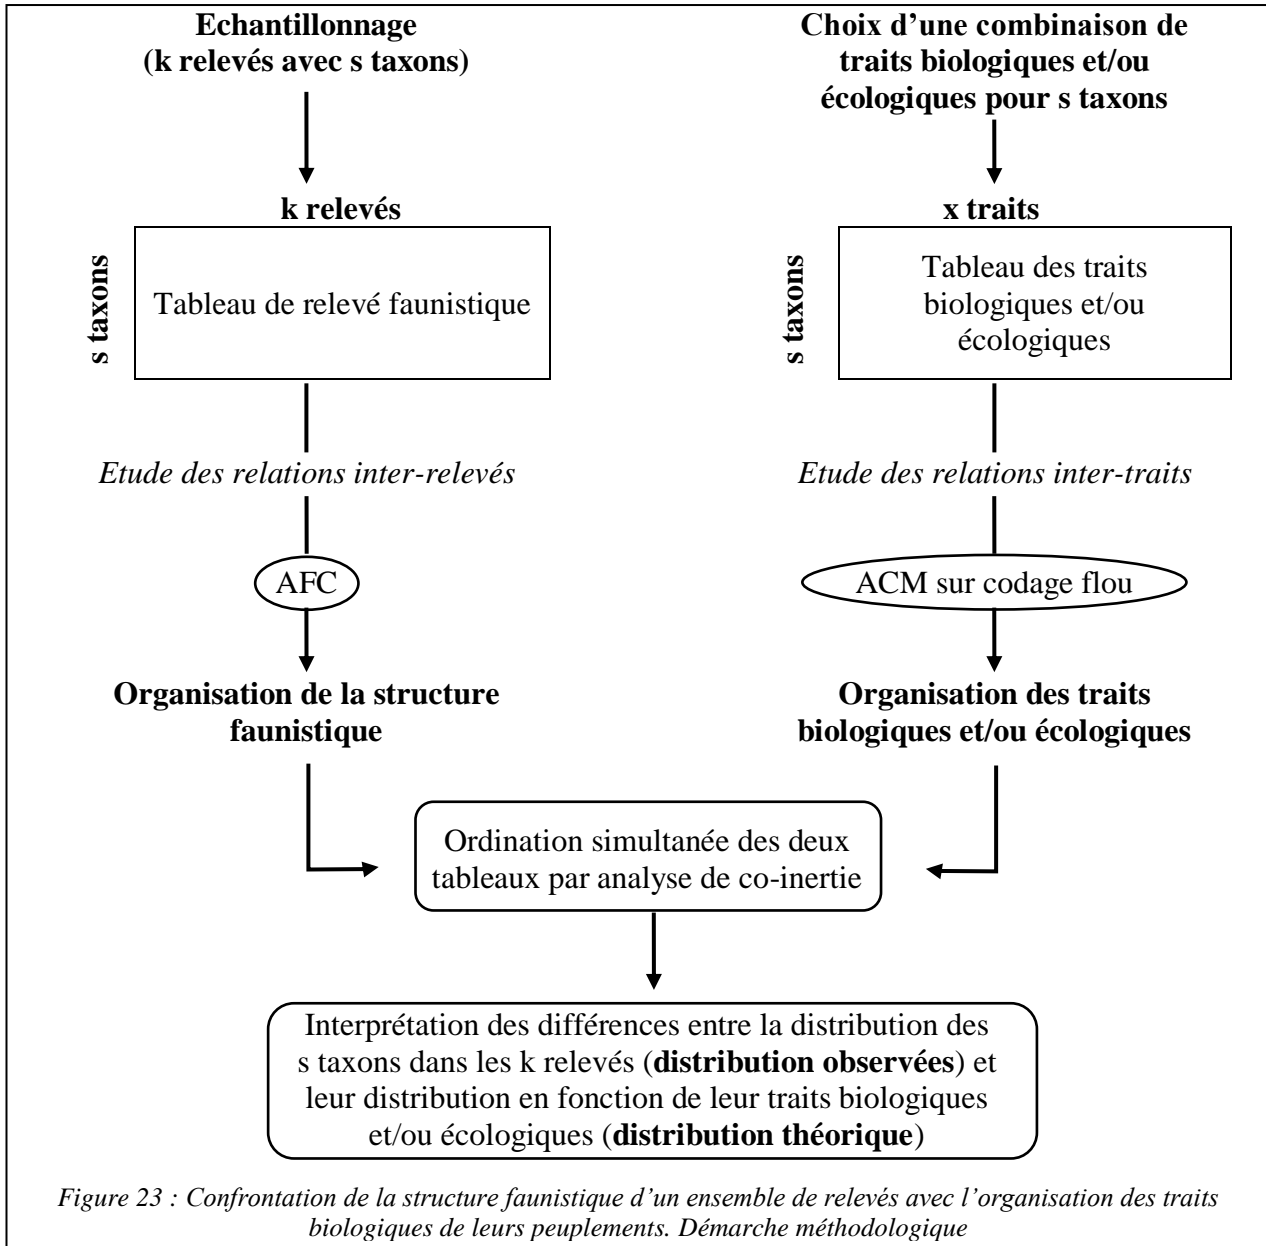 Echantillonnage
(k relevés avec s taxons)
Choix d'une combinaison de
traits biologiques et/ou
écologiques pour s taxons
k relevés
s taxons
Tableau de relevé faunistique
x traits
s taxons
Tableau des traits
biologiques et/ou
écologiques
Etude des relations inter-relevés
Etude des relations inter-traits
AFC
ACM sur codage flou
Organisation de la structure
faunistique
Organisation des traits
biologiques et/ou écologiques
Ordination simultanée des deux
tableaux par analyse de co-inertie
Interprétation des différences entre la distribution des
s taxons dans les k relevés (distribution observées) et
leur distribution en fonction de leur traits biologiques
et/ou écologiques (distribution théorique)
Figure 23 : Confrontation de la structure faunistique d'un ensemble de relevés avec l'organisation des traits
biologiques de leurs peuplements. Démarche méthodologique